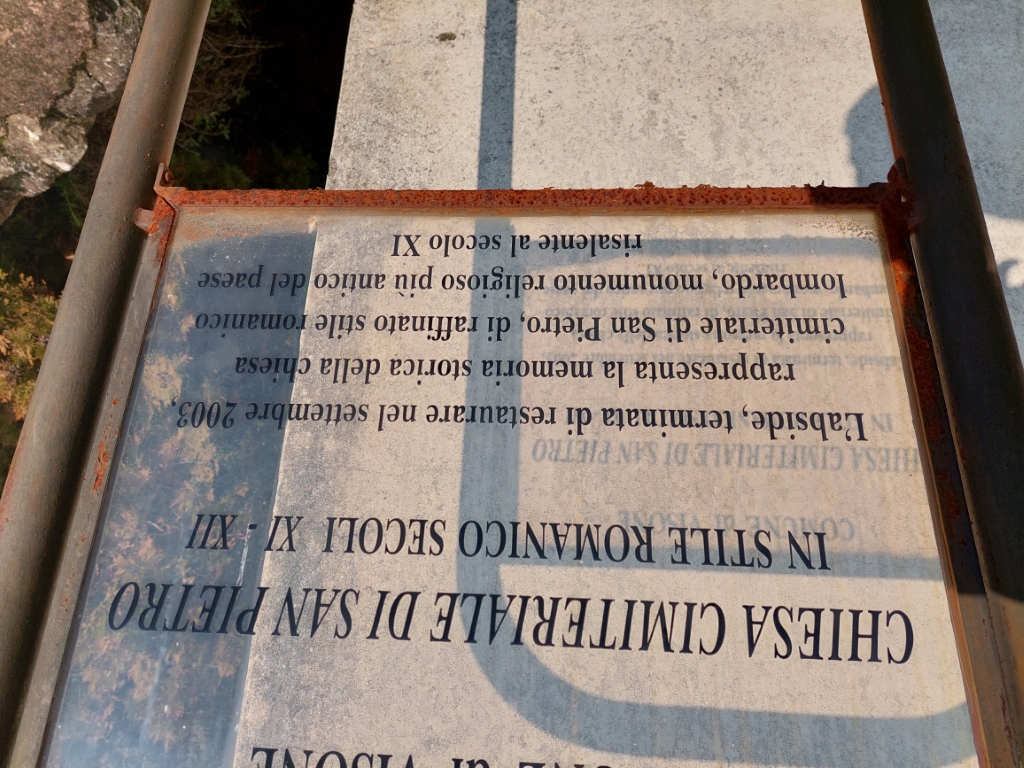 COMUNE di VISONE
CHIESA CIMITERIALE DI SAN PIETRO
IN STILE ROMANICO SECOLI XI - XII
L'abside, terminata di restaurare nel settembre 2003,
rappresenta la memoria storica della chiesa
cimiteriale di San Pietro, di raffinato stile romanico
lombardo, monumento religioso più antico del paese
risalente al secolo XI